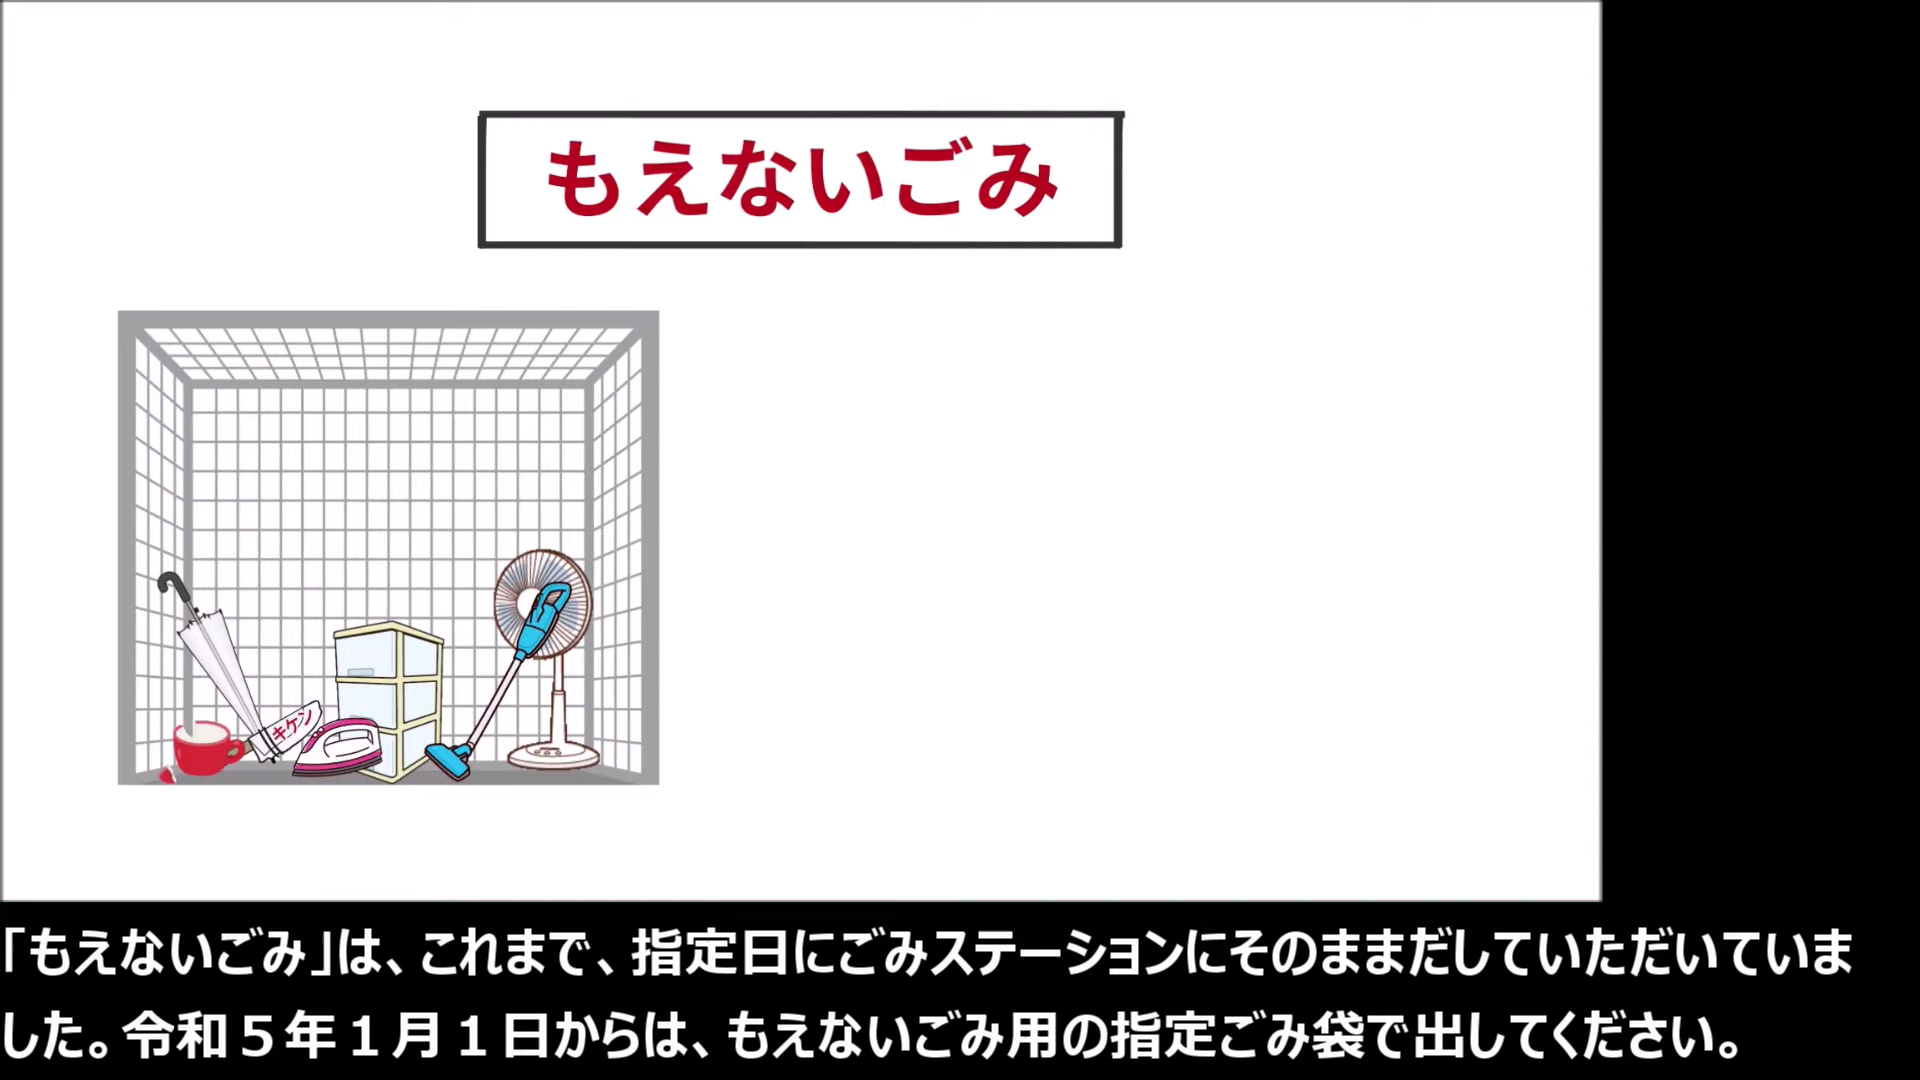 もえないごみ
キケン
「もえないごみ」は、これまで、指定日にごみステーションにそのままだしていただいていま
した。令和５年１月１日からは、もえないごみ用の指定ごみ袋で出してください。